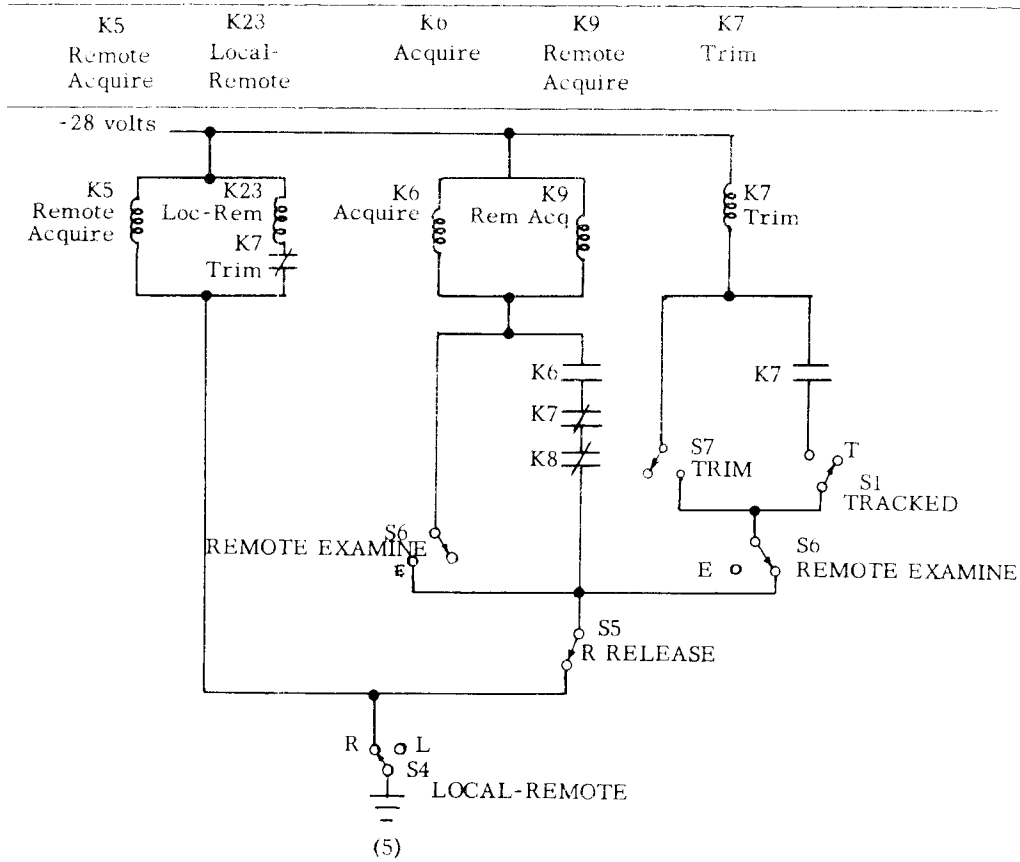 K5 K23 K6 K9 K7
Remote Local- Acquire Remote Trim
Acquire Remote Acquire
-28 volts
K5 K23 K6 K9 K7
Remote Loc-Rem Acquire Rem Acq Trim
Acquire K7
Trim
K6 K7
K7
K8 S7 T
TRIM S1
TRACKED
S6 S6
REMOTE EXAMINE REMOTE EXAMINE
E E
S5
R RELEASE
R L
S4
LOCAL-REMOTE
(5)